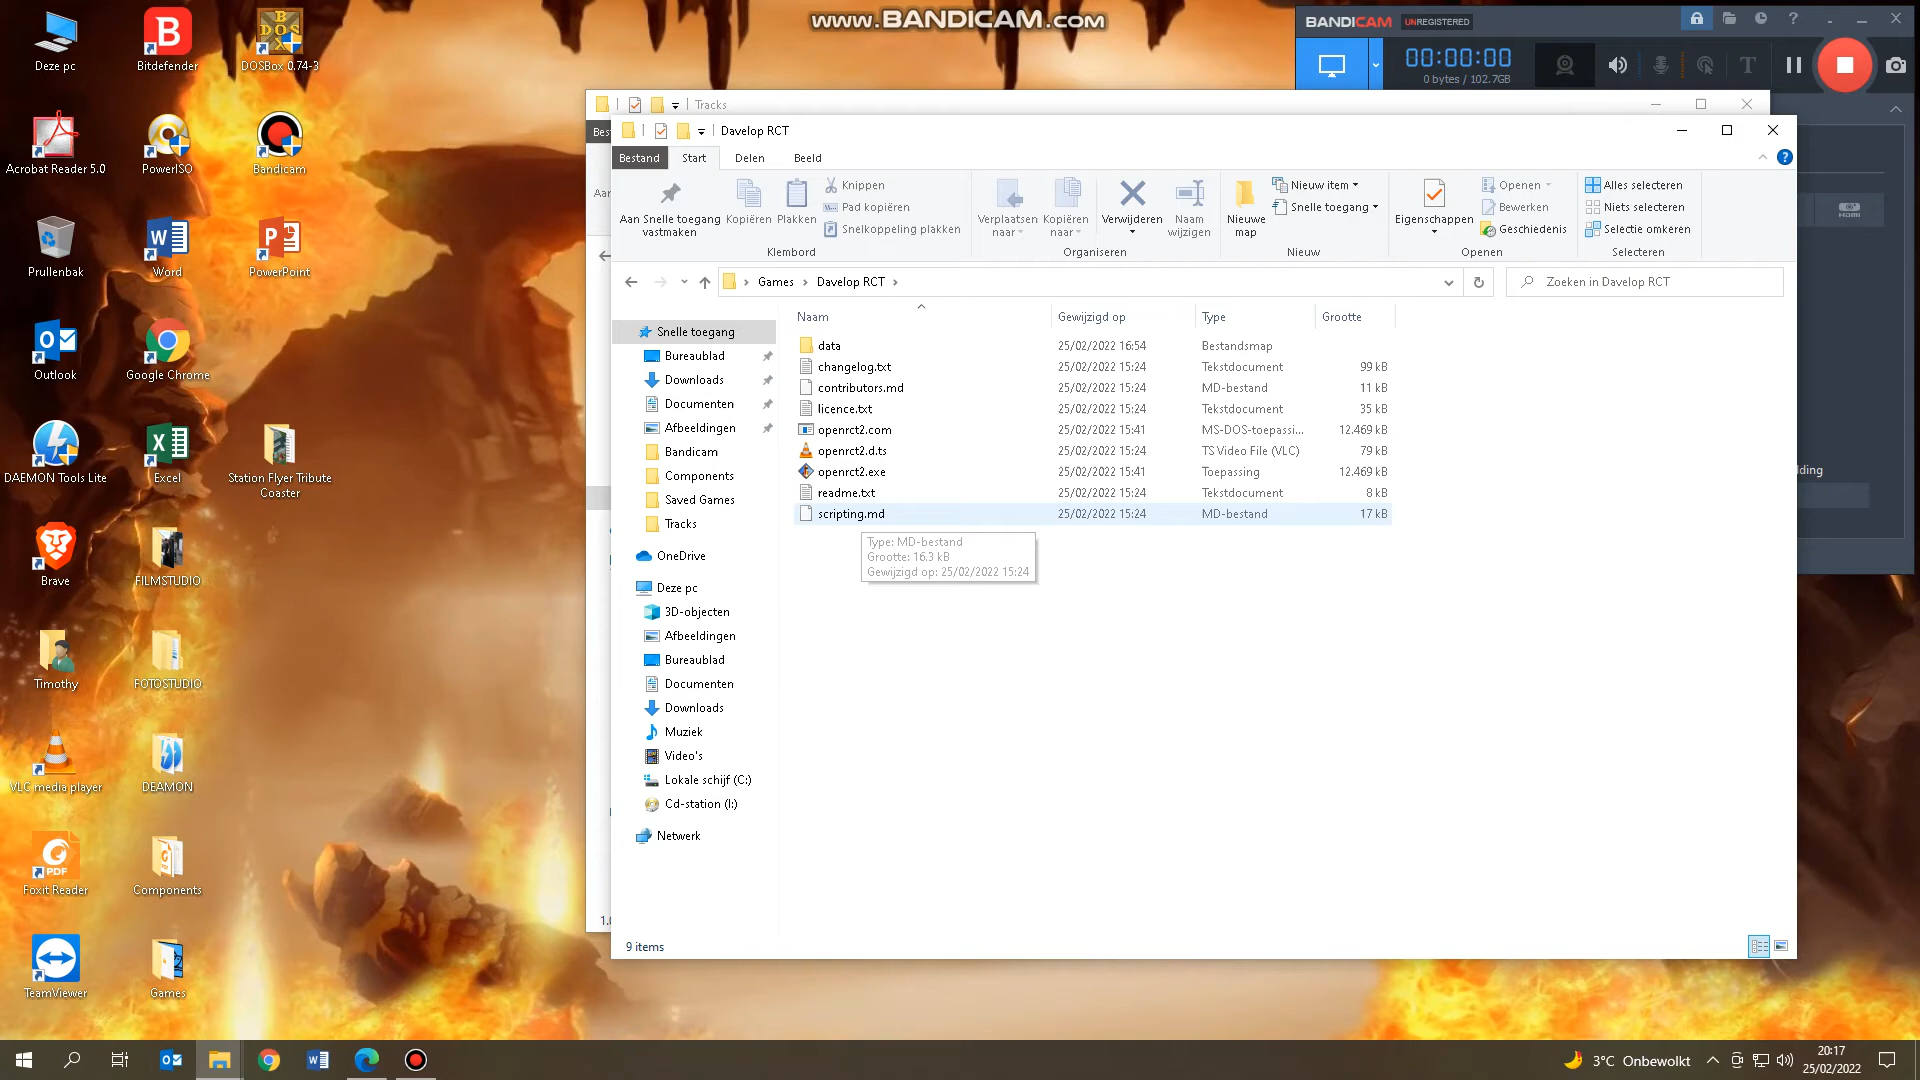 www.BANDICAM.com
Deze pc
Bitdefender
DOSBox 0.74-3
Acrobat Reader 5.0
PowerISO
Bandicam
Prullenbak
Word
PowerPoint
Outlook
Google Chrome
DAEMON Tools Lite
Excel
Station Flyer Tribute
Coaster
Brave
FILMSTUDIO
Timothy
FOTOSTUDIO
VLC media player
DEAMON
Foxit Reader
Components
TeamViewer
Games
BANDICAM UNREGISTERED
00:00:00
0 bytes / 102.7GB
HDMI
Iding
Tracks
Bes
Aar
1.0
Davelop RCT
Bestand Start Delen Beeld
Aan Snelle toegang
vastmaken
Kopiëren
Plakken
Knippen
Pad kopiëren
Snelkoppeling plakken
Klembord
Verplaatsen
naar
Kopiëren
naar
Verwijderen
Naam
wijzigen
Organiseren
Nieuwe
map
Nieuw item
Snelle toegang
Nieuw
Eigenschappen
Openen
Bewerken
Geschiedenis
Openen
Alles selecteren
Niets selecteren
Selectie omkeren
Selecteren
Games Davelop RCT
Zoeken in Davelop RCT
Snelle toegang
Bureaublad
Downloads
Documenten
Afbeeldingen
Bandicam
Components
Saved Games
Tracks
OneDrive
Deze pc
3D-objecten
Afbeeldingen
Bureaublad
Documenten
Downloads
Muziek
Video's
Lokale schijf (C:)
Cd-station (I:)
Netwerk
Naam Gewijzigd op Type Grootte
data 25/02/2022 16:54 Bestandsmap
changelog.txt 25/02/2022 15:24 Tekstdocument 99 kB
contributors.md 25/02/2022 15:24 MD-bestand 11 kB
licence.txt 25/02/2022 15:24 Tekstdocument 35 kB
openrct2.com 25/02/2022 15:41 MS-DOS-toepassi... 12.469 kB
openrct2.d.ts 25/02/2022 15:24 TS Video File (VLC) 79 kB
openrct2.exe 25/02/2022 15:41 Toepassing 12.469 kB
readme.txt 25/02/2022 15:24 Tekstdocument 8 kB
scripting.md 25/02/2022 15:24 MD-bestand 17 kB
Type: MD-bestand
Grootte: 16.3 kB
Gewijzigd op: 25/02/2022 15:24
9 items
3°C Onbewolkt
20:17
25/02/2022